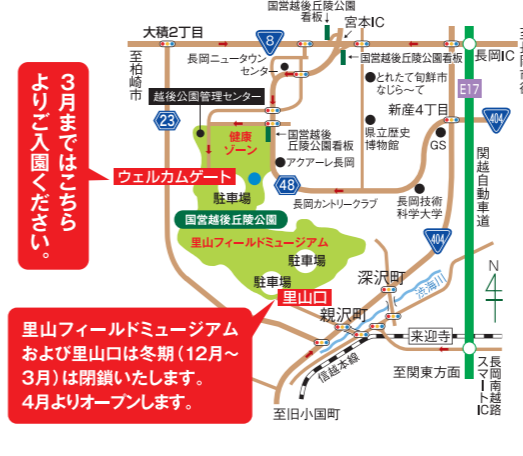 国営越後丘陵公園
看板
宮本IC
大積2丁目
8
至柏崎市
長岡ニュータウン
センター
国営越後丘陵公園看板
長岡IC
とれたて旬鮮市
なじら～て
E17
越後公園管理センター
新産4丁目
404
23
健康
ゾーン
国営越後
丘陵公園看板
県立歴史
博物館
GS
アクアーレ長岡
３月まではこちら
よりご入園ください。
ウェルカムゲート
駐車場
48
長岡カントリークラブ
長岡技術
科学大学
関越自動車道
国営越後丘陵公園
里山フィールドミュージアム
404
駐車場
駐車場
里山口
深沢町
渋海川
N
親沢町
来迎寺
信越本線
至関東方面
長岡南越路
スマートIC
至旧小国町
里山フィールドミュージアム
および里山口は冬期（12月～
3月）は閉鎖いたします。
4月よりオープンします。